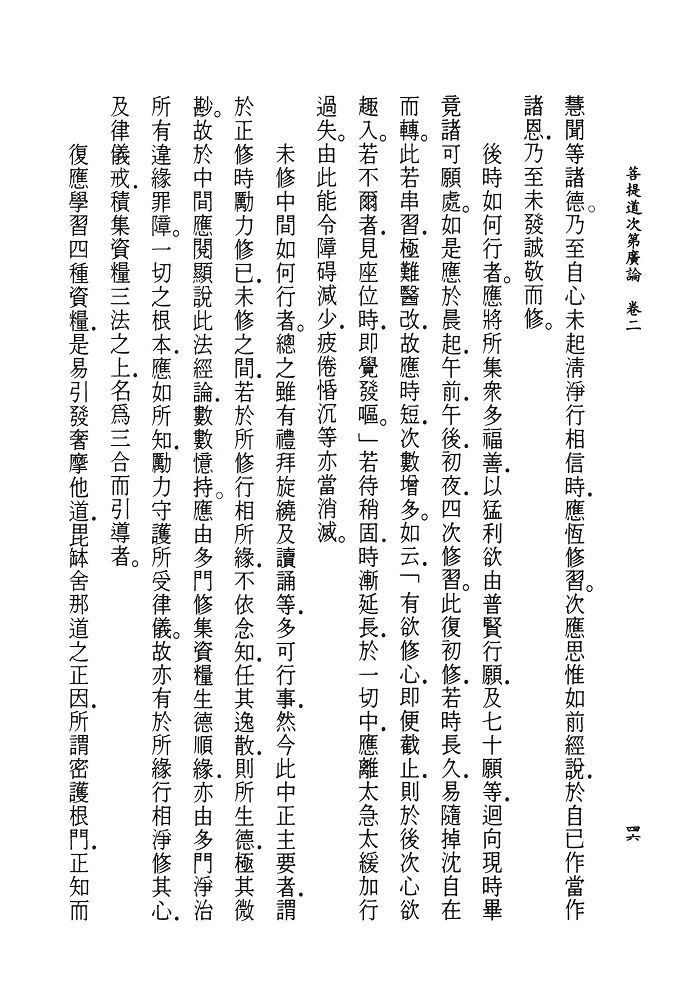 菩提道次第廣論　卷二
四六
慧聞等諸德。乃至自心未起清淨行相信時．應恆修習。次應思惟如前經說．於自己作當作
諸恩．乃至未發誠敬而修。
後時如何行者。應將所集衆多福善．以猛利欲由普賢行願．及七十願等．迴向現時畢
竟諸可願處。如是應於晨起．午前．午後．初夜．四次修習。此復初修．若時長久．易隨掉沈自在
而轉。此若串習．極難醫改．故應時短．次數增多。如云．「有欲修心．即便截止．則於後次心欲
趣入。若不爾者．見座位時．即覺發嘔。」若待稍固．時漸延長．於一切中．應離太急太緩加行
過失。由此能令障碍減少．疲倦惛沉等亦當消滅。
未修中間如何行者。總之雖有禮拜旋繞及讀誦等．多可行事．然今此中正主要者．謂
於正修時勵力修已．未修之間．若於所修行相所緣．不依念知．任其逸散．則所生德．極其微
尠。故於中間應閱顯說此法經論．數數憶持。應由多門修集資糧生德順緣．亦由多門淨治
所有違緣罪障。一切之根本．應如所知．勵力守護所受律儀。故亦有於所緣行相淨修其心．
及律儀戒．積集資糧三法之上．名爲三合而引導者。
復應學習四種資糧．是易引發奢摩他道．毘鉢舍那道之正因．所謂密護根門．正知而